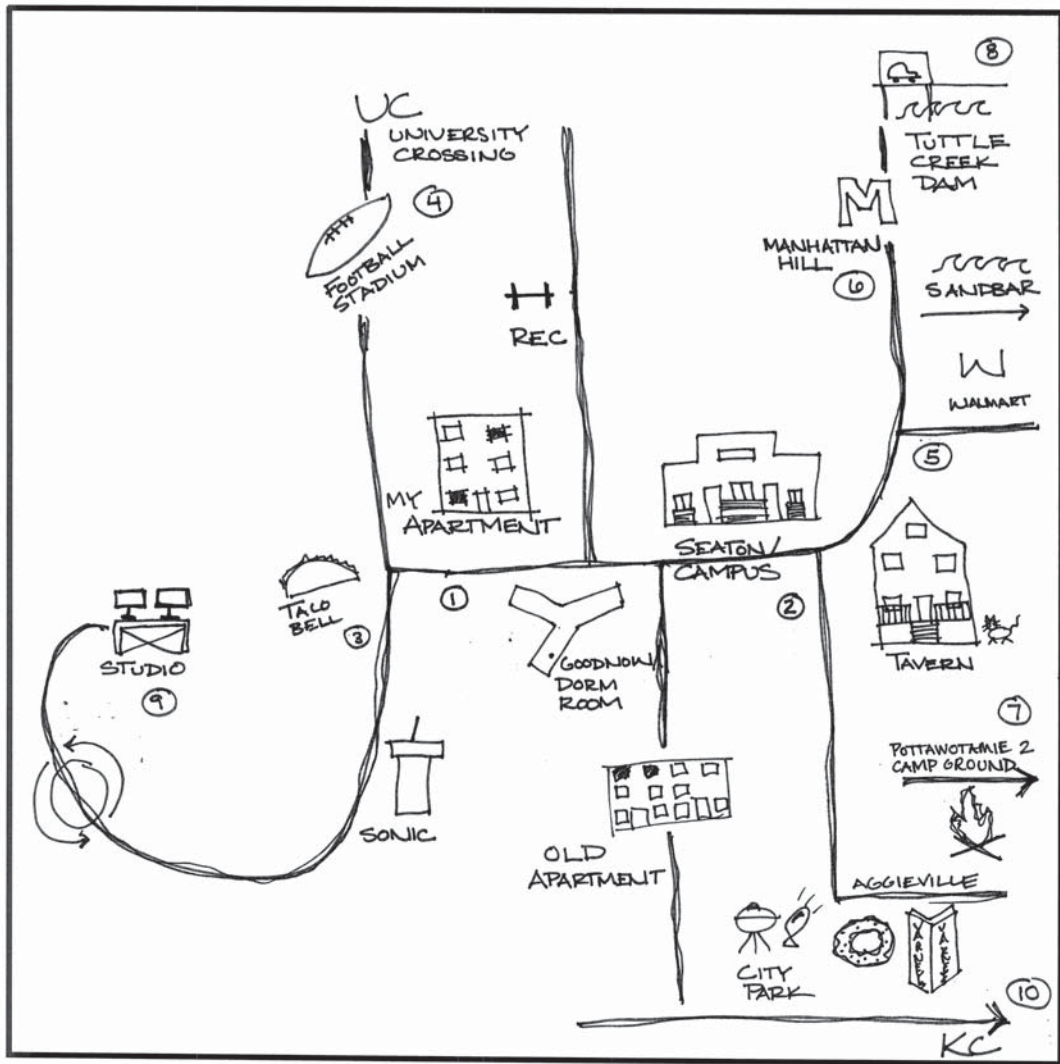 UC
UNIVERSITY
CROSSING
4
FOOTBALL
STADIUM
REC
8
TUTTLE
CREEK
DAM
M
MANHATTAN
HILL
6
SANDBAR
W
WALMART
5
MY
APARTMENT
SEATON/
CAMPUS
1
2
TACO
BELL
3
STUDIO
9
GOODNOW
DORM
ROOM
TAVERN
7
POTTAWOTAMIE 2
CAMP GROUND
SONIC
OLD
APARTMENT
AGGIEVILLE
CITY
PARK
VARNEY
VARNEY
10
KC